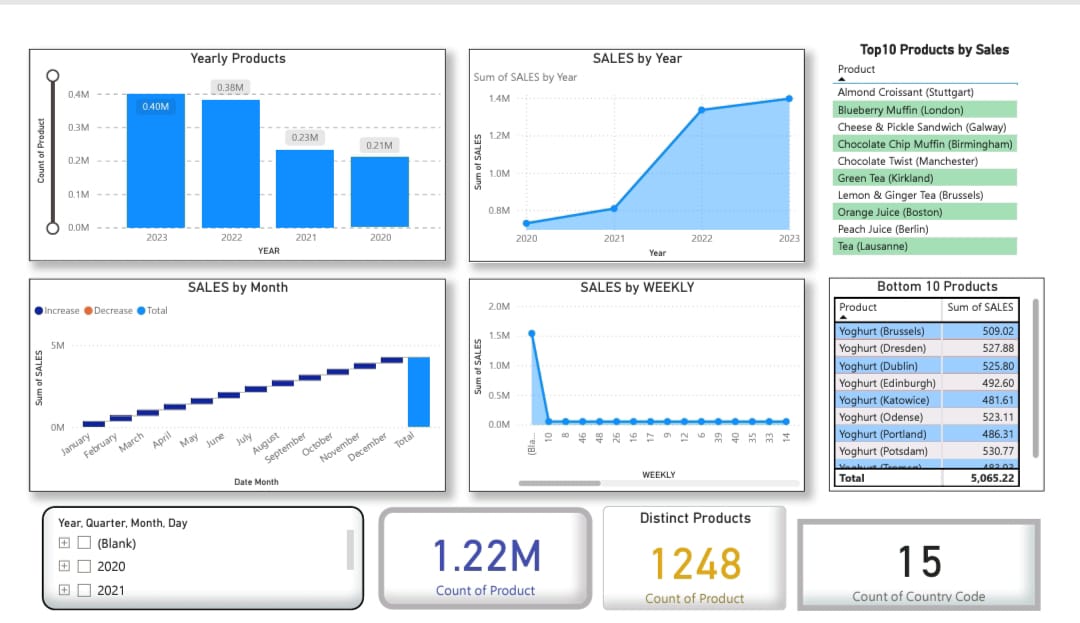 Yearly Products
Count of Product
0.4M
0.3M
0.2M
0.1M
0.0M
0.40M
0.38M
0.23M
0.21M
2023 2022 2021 2020
YEAR
SALES by Year
Sum of SALES by Year
Sum of SALES
1.4M
1.2M
1.0M
0.8M
2020 2021 2022 2023
Year
Top10 Products by Sales
Product
Almond Croissant (Stuttgart)
Blueberry Muffin (London)
Cheese & Pickle Sandwich (Galway)
Chocolate Chip Muffin (Birmingham)
Chocolate Twist (Manchester)
Green Tea (Kirkland)
Lemon & Ginger Tea (Brussels)
Orange Juice (Boston)
Peach Juice (Berlin)
Tea (Lausanne)
SALES by Month
Increase Decrease Total
Sum of SALES
5M
0M
January February March April May June July August September October November December Total
Date Month
SALES by WEEKLY
Sum of SALES
2.0M
1.5M
1.0M
0.5M
0.0M
(Bla... 10 8 46 48 26 16 17 9 12 6 39 40 35 33 14
WEEKLY
Bottom 10 Products
Product Sum of SALES
Yoghurt (Brussels) 509.02
Yoghurt (Dresden) 527.88
Yoghurt (Dublin) 525.80
Yoghurt (Edinburgh) 492.60
Yoghurt (Katowice) 481.61
Yoghurt (Odense) 523.11
Yoghurt (Portland) 486.31
Yoghurt (Potsdam) 530.77
Yoghurt
Total 5,065.22
Year, Quarter, Month, Day
(Blank)
2020
2021
1.22M
Count of Product
Distinct Products
1248
Count of Product
15
Count of Country Code